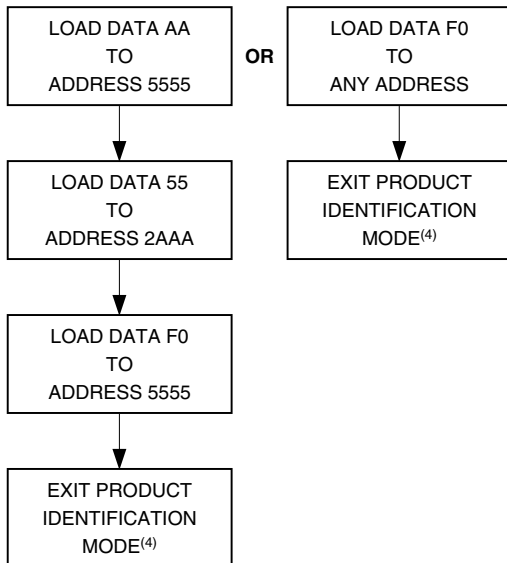 LOAD DATA AA
TO
ADDRESS 5555
LOAD DATA 55
TO
ADDRESS 2AAA
LOAD DATA F0
TO
ADDRESS 5555
EXIT PRODUCT
IDENTIFICATION
MODE(4)
OR
LOAD DATA F0
TO
ANY ADDRESS
EXIT PRODUCT
IDENTIFICATION
MODE(4)